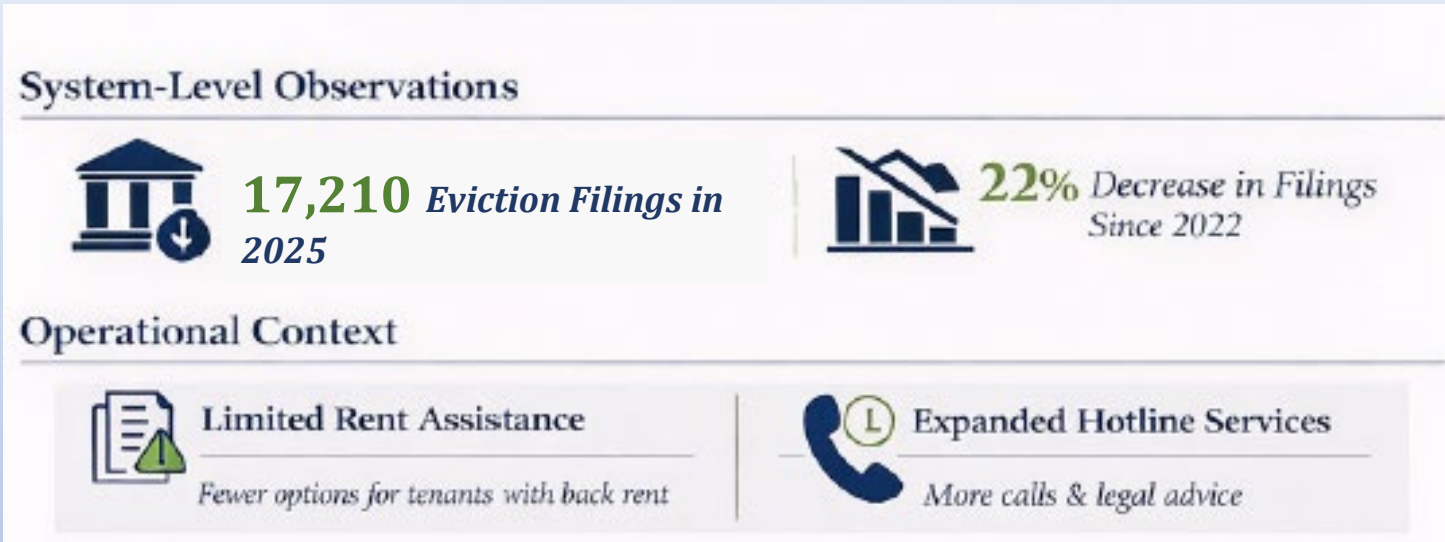 System-Level Observations
17,210 Eviction Filings in
2025
22% Decrease in Filings
Since 2022
Operational Context
Limited Rent Assistance
Fewer options for tenants with back rent
Expanded Hotline Services
More calls & legal advice